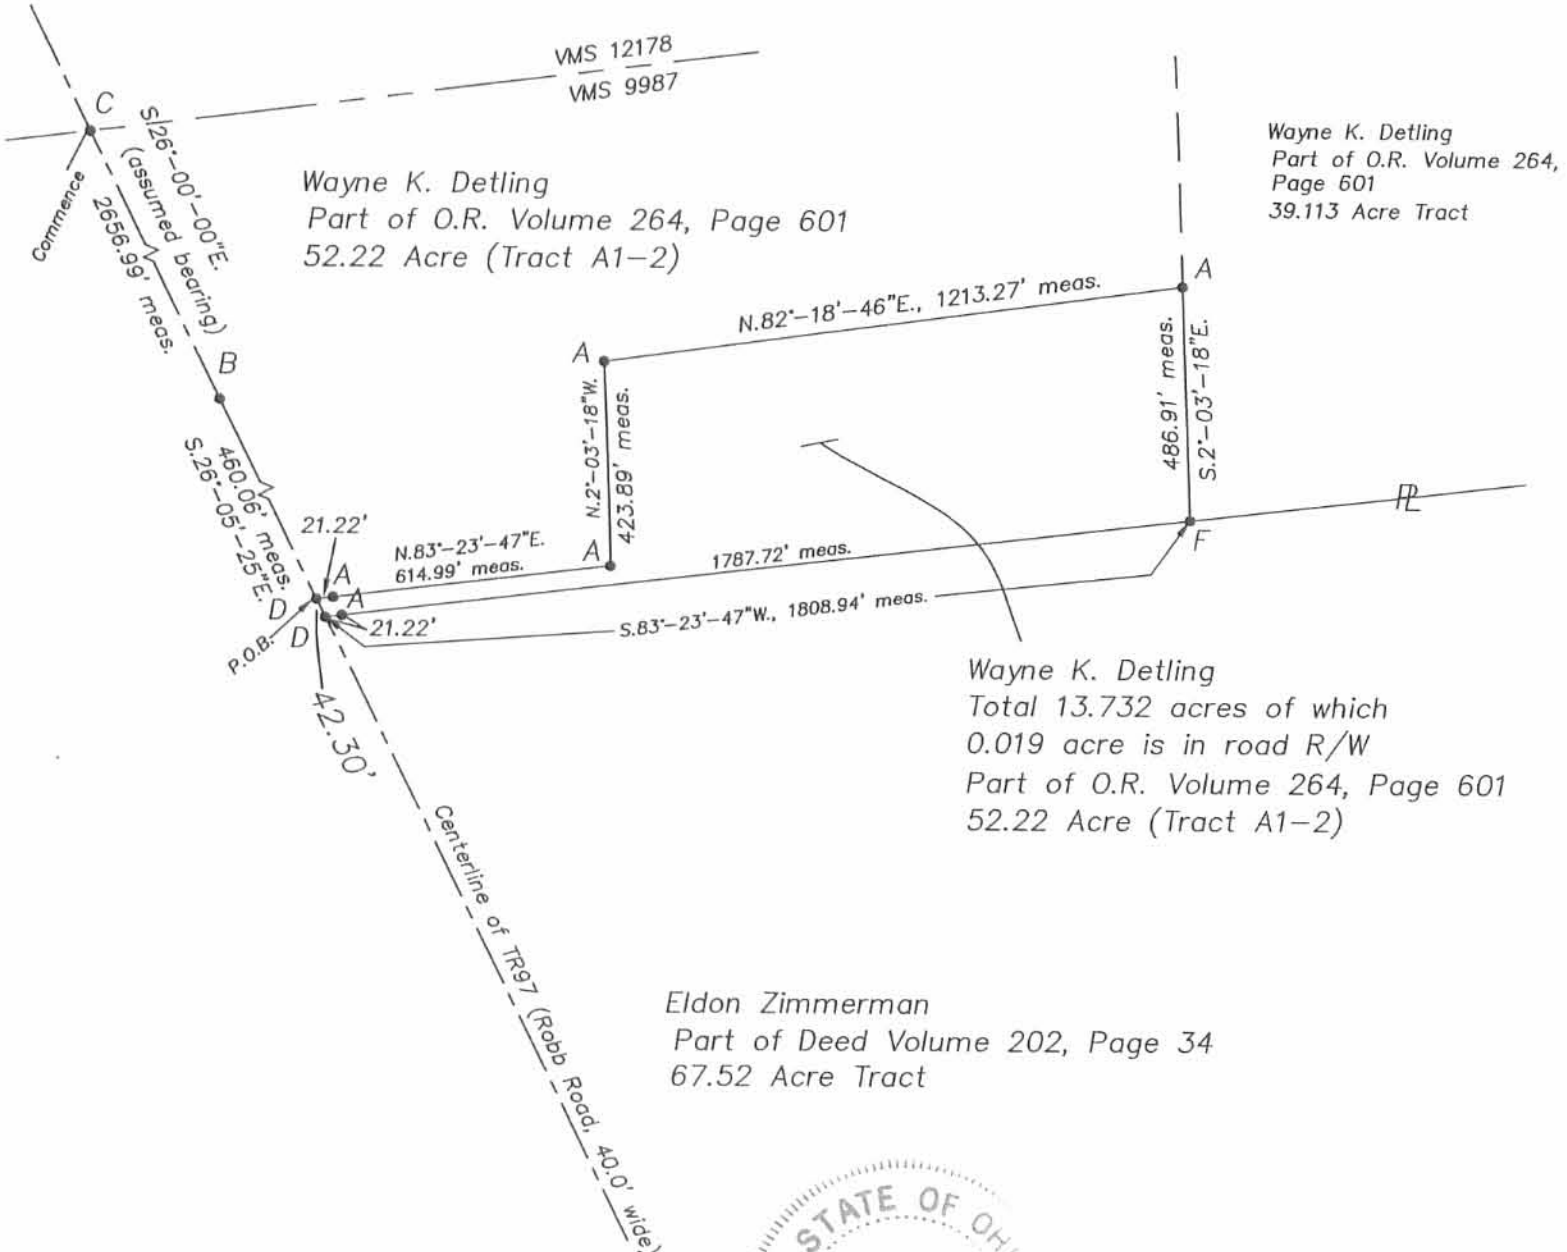 VMS 12178
VMS 9987
C
S.26°-00'-00"E.
(assumed bearing)
2656.99' meas.
Commence
Wayne K. Detling
Part of O.R. Volume 264, Page 601
52.22 Acre (Tract A1-2)
Wayne K. Detling
Part of O.R. Volume 264,
Page 601
39.113 Acre Tract
A
N.82°-18'-46"E., 1213.27' meas.
A
B
N.2°-03'-18"W.
423.89' meas.
486.91' meas.
S.2°-03'-18"E.
460.06' meas.
S.26°-05'-25"E.
21.22'
N.83°-23'-47"E.
614.99' meas.
A
PL
F
1787.72' meas.
A
A
D
D
21.22'
S.83°-23'-47"W., 1808.94' meas.
P.O.B.
42.30'
Wayne K. Detling
Total 13.732 acres of which
0.019 acre is in road R/W
Part of O.R. Volume 264, Page 601
52.22 Acre (Tract A1-2)
Centerline of TR97 (Robb Road, 40.0' wide)
Eldon Zimmerman
Part of Deed Volume 202, Page 34
67.52 Acre Tract
STATE OF OH